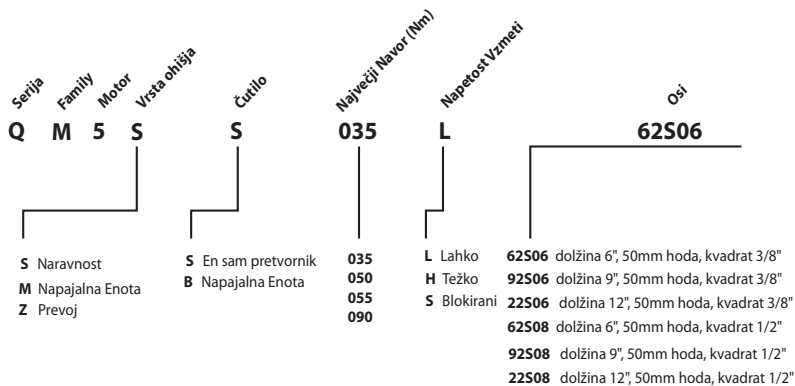 Serija Family Motor Vrsta ohišja Čutilo Največji Navor (Nm) Napetost Vzmeti Osi
Q M 5 S S 035 L 62S06
S Naravnost
M Napajalna Enota
Z Prevoj
S En sam pretvornik
B Napajalna Enota
035
050
055
090
L Lahko
H Težko
S Blokirani
62S06 dolžina 6", 50mm hoda, kvadrat 3/8"
92S06 dolžina 9", 50mm hoda, kvadrat 3/8"
22S06 dolžina 12", 50mm hoda, kvadrat 3/8"
62S08 dolžina 6", 50mm hoda, kvadrat 1/2"
92S08 dolžina 9", 50mm hoda, kvadrat 1/2"
22S08 dolžina 12", 50mm hoda, kvadrat 1/2"